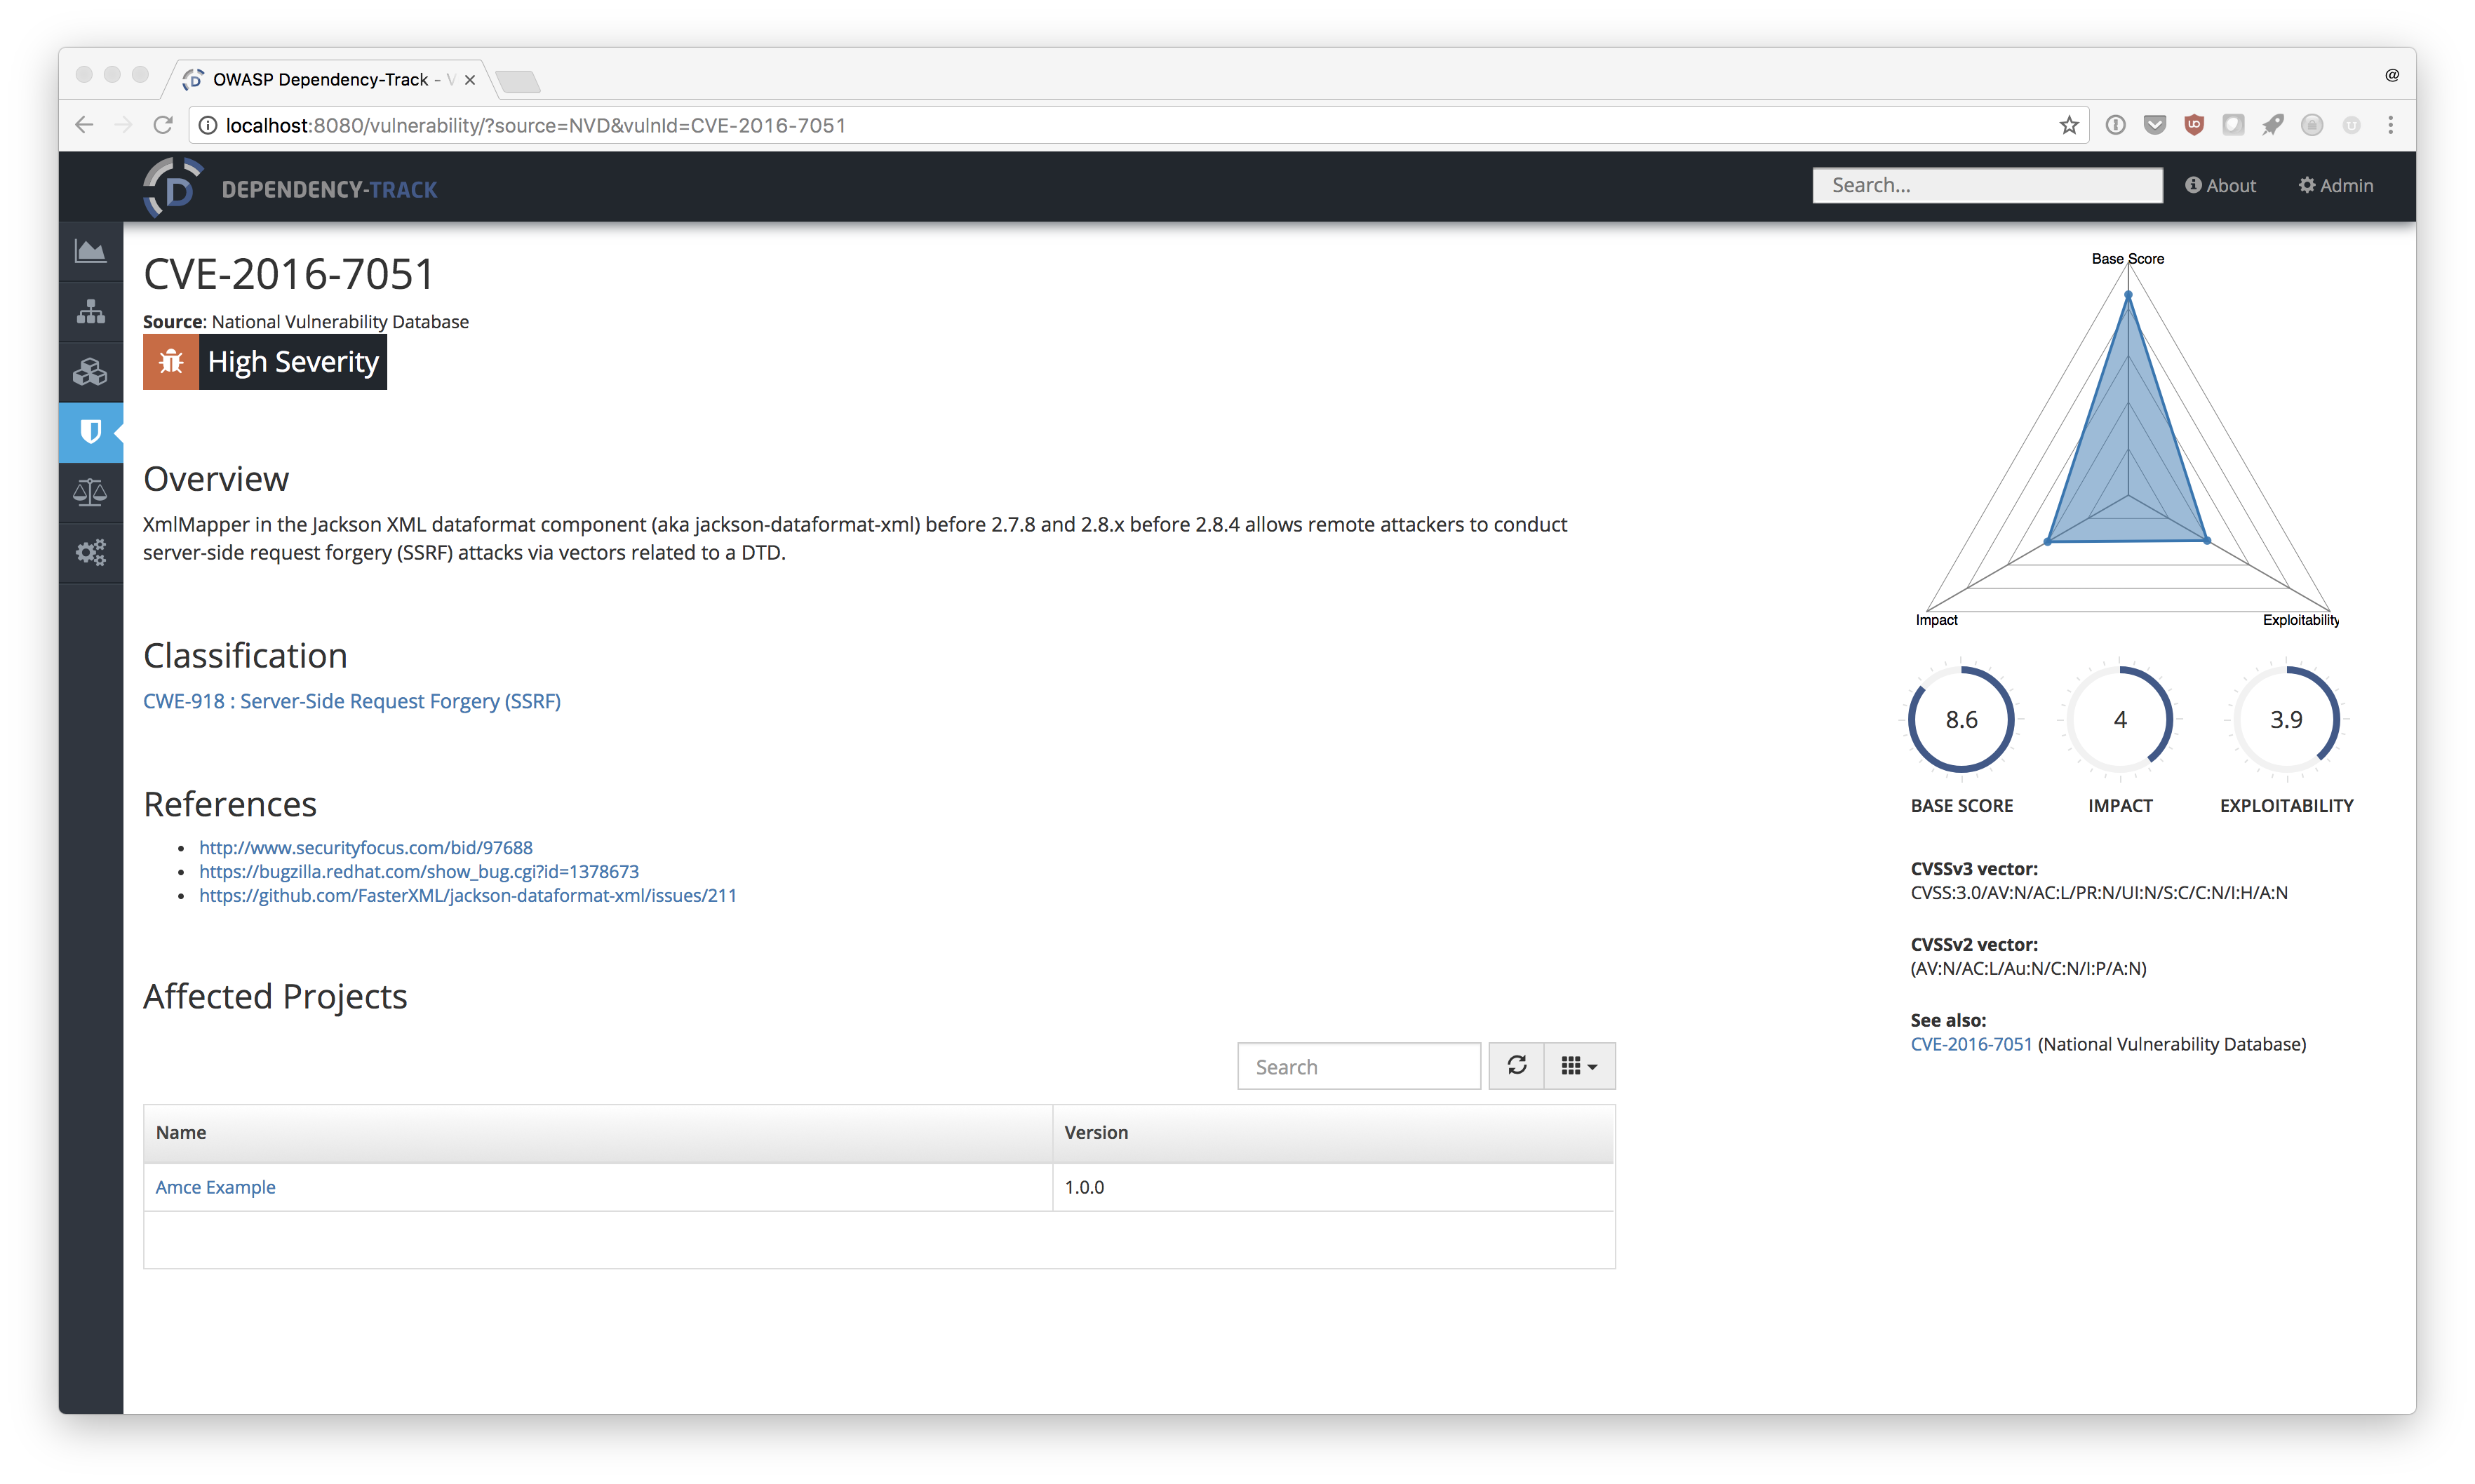 OWASP Dependency-Track - V
@
localhost:8080/vulnerability/?source=NVD&vulnId=CVE-2016-7051
DEPENDENCY-TRACK
Search...
About
Admin
CVE-2016-7051
Source: National Vulnerability Database
High Severity
Overview
XmlMapper in the Jackson XML dataformat component (aka jackson-dataformat-xml) before 2.7.8 and 2.8.x before 2.8.4 allows remote attackers to conduct
server-side request forgery (SSRF) attacks via vectors related to a DTD.
Classification
CWE-918 : Server-Side Request Forgery (SSRF)
References
http://www.securityfocus.com/bid/97688
https://bugzilla.redhat.com/show_bug.cgi?id=1378673
https://github.com/FasterXML/jackson-dataformat-xml/issues/211
Affected Projects
Search
Name Version
Amce Example 1.0.0
Base Score
Impact Exploitability
8.6 4 3.9
BASE SCORE IMPACT EXPLOITABILITY
CVSSv3 vector:
CVSS:3.0/AV:N/AC:L/PR:N/UI:N/S:C/C:N/I:H/A:N
CVSSv2 vector:
(AV:N/AC:L/Au:N/C:N/I:P/A:N)
See also:
CVE-2016-7051 (National Vulnerability Database)